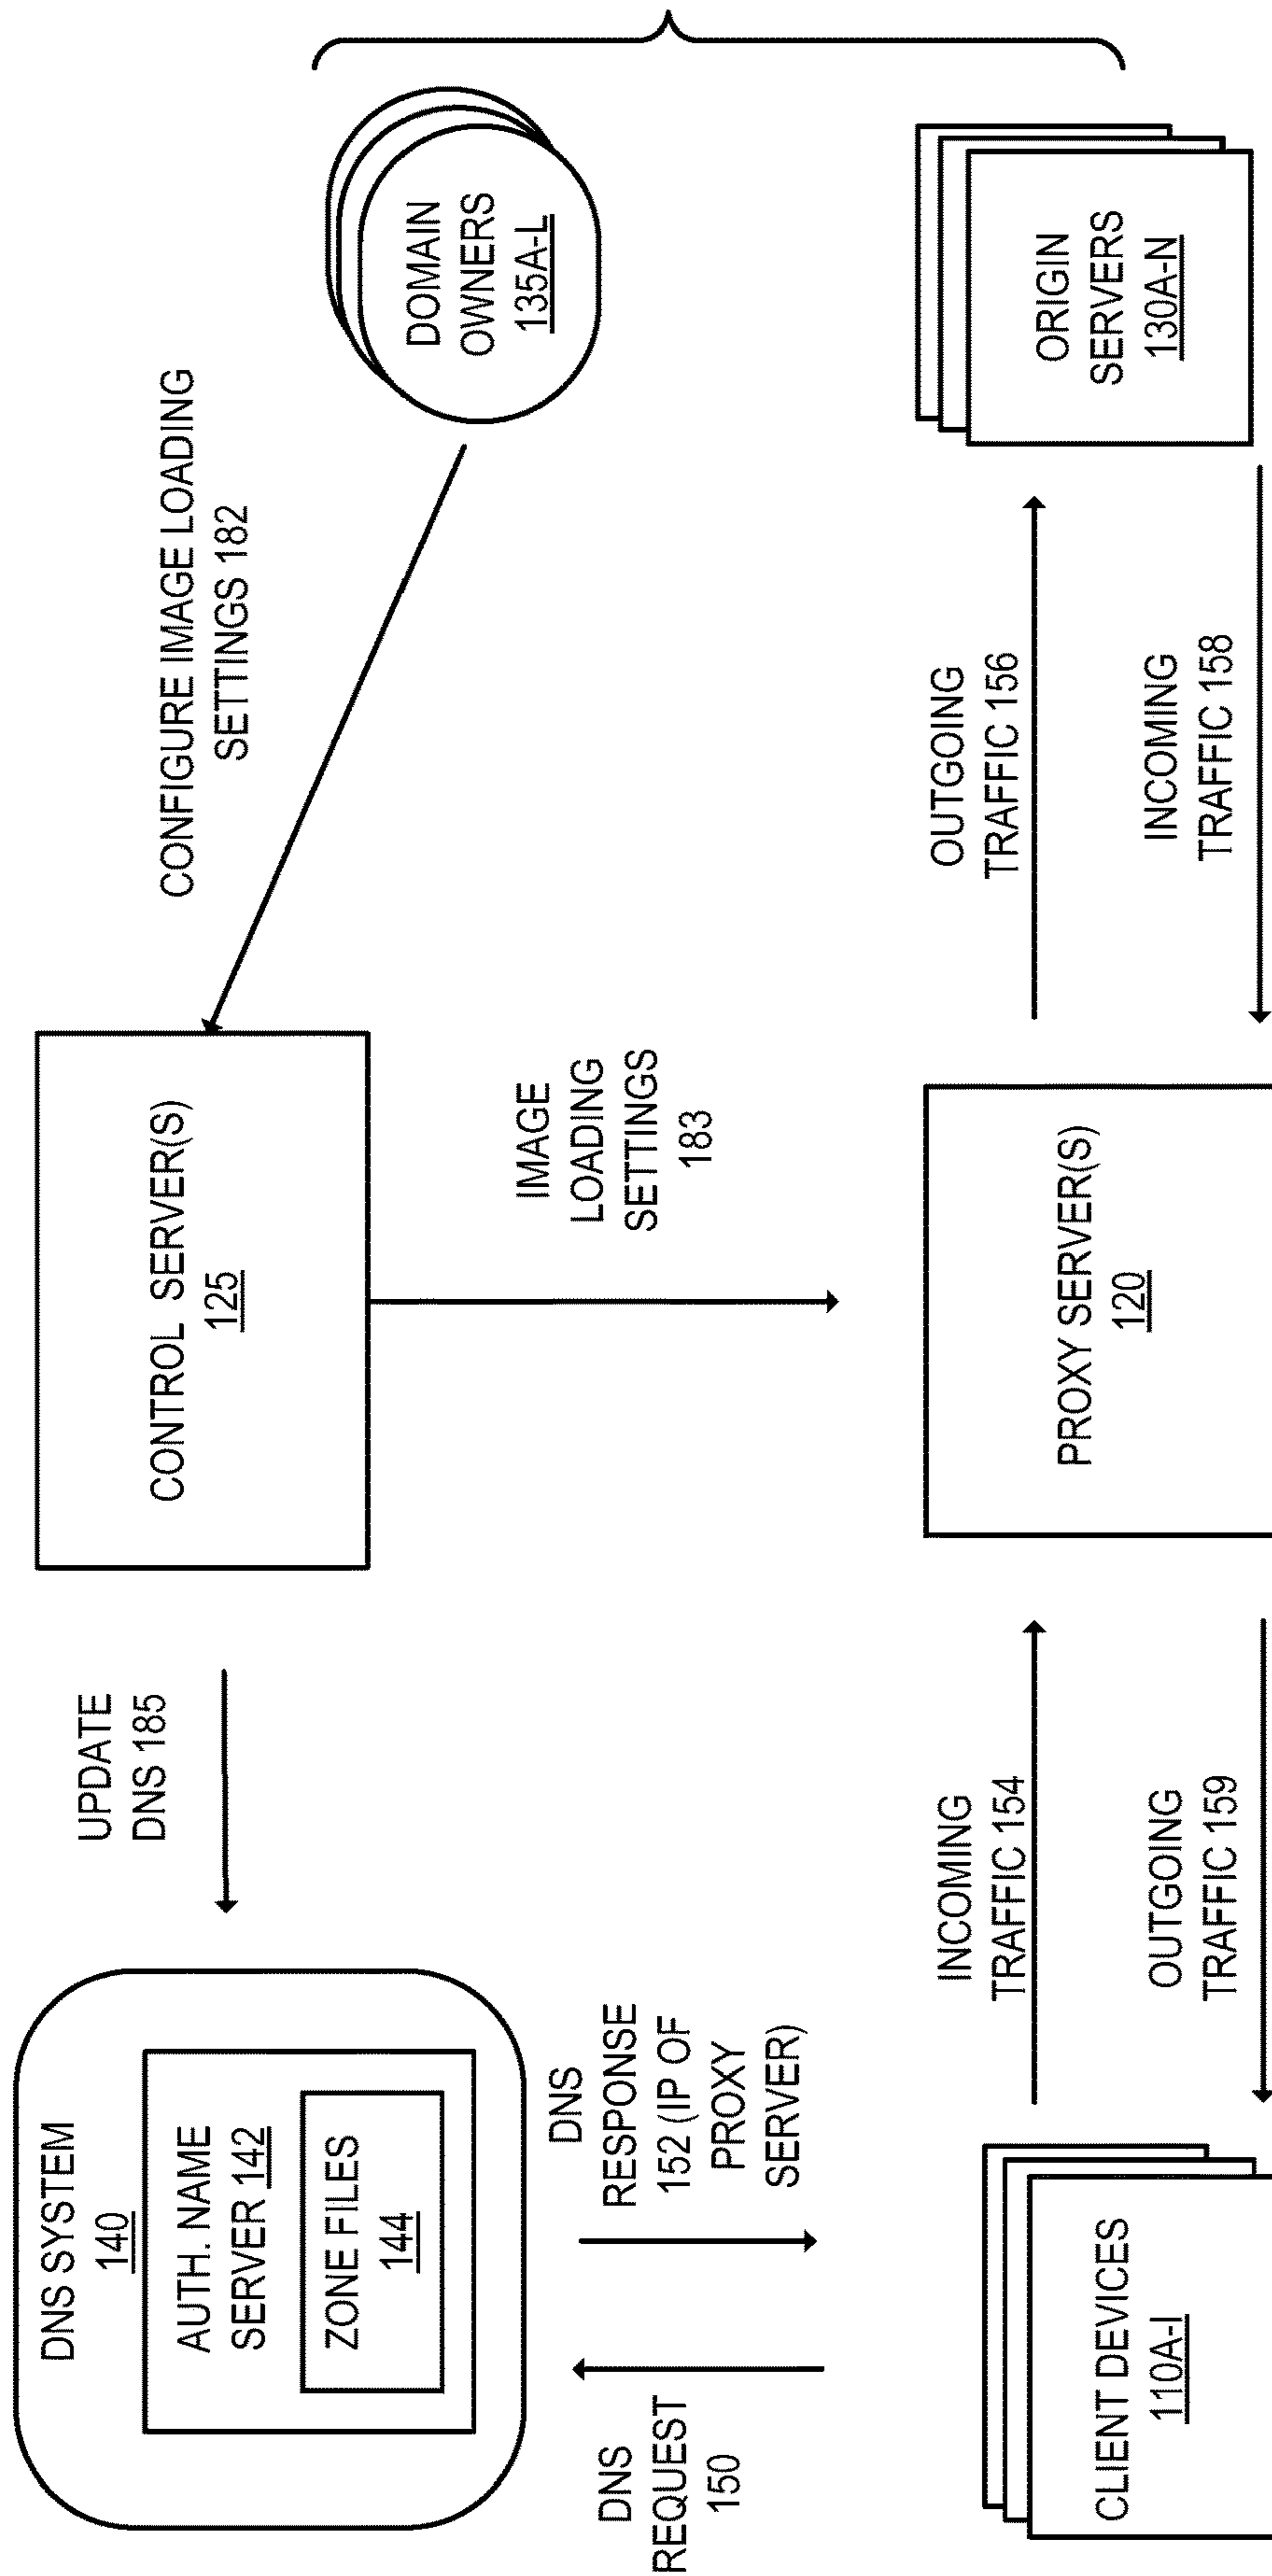 DNS SYSTEM
140
AUTH. NAME
SERVER 142
ZONE FILES
144
UPDATE
DNS 185
CONTROL SERVER(S)
125
CONFIGURE IMAGE LOADING
SETTINGS 182
DOMAIN
OWNERS
135A-L
DNS
REQUEST
150
DNS
RESPONSE
152 (IP OF
PROXY
SERVER)
IMAGE
LOADING
SETTINGS
183
CLIENT DEVICES
110A-I
INCOMING
TRAFFIC 154
OUTGOING
TRAFFIC 159
PROXY SERVER(S)
120
OUTGOING
TRAFFIC 156
INCOMING
TRAFFIC 158
ORIGIN
SERVERS
130A-N